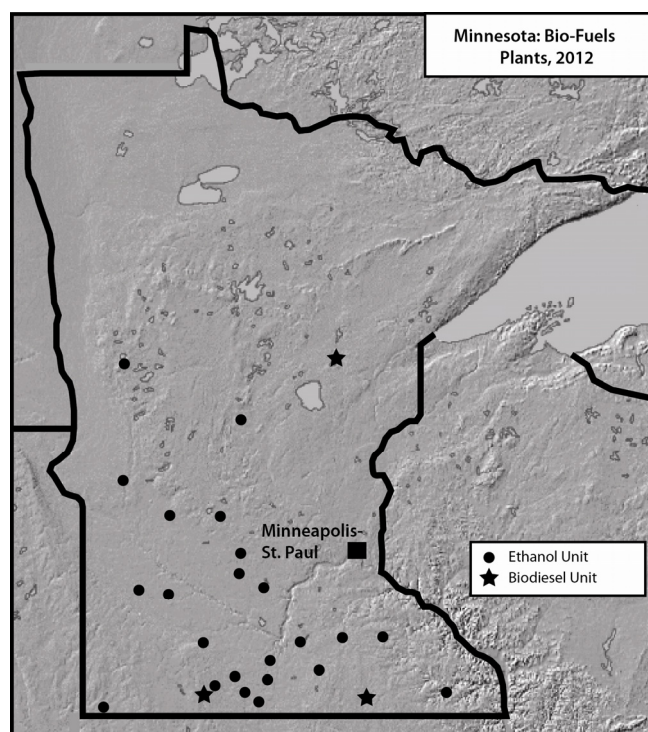 Minnesota: Bio-Fuels
Plants, 2012
Minneapolis-
St. Paul
Ethanol Unit
Biodiesel Unit